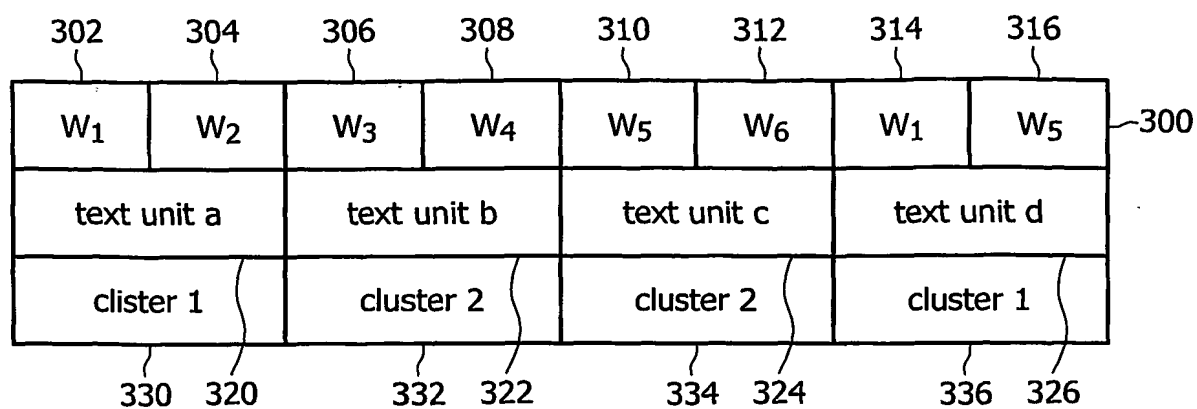 302 304 306 308 310 312 314 316
W1 W2 W3 W4 W5 W6 W1 W5 300
text unit a text unit b text unit c text unit d
clister 1 cluster 2 cluster 2 cluster 1
330 320 332 322 334 324 336 326